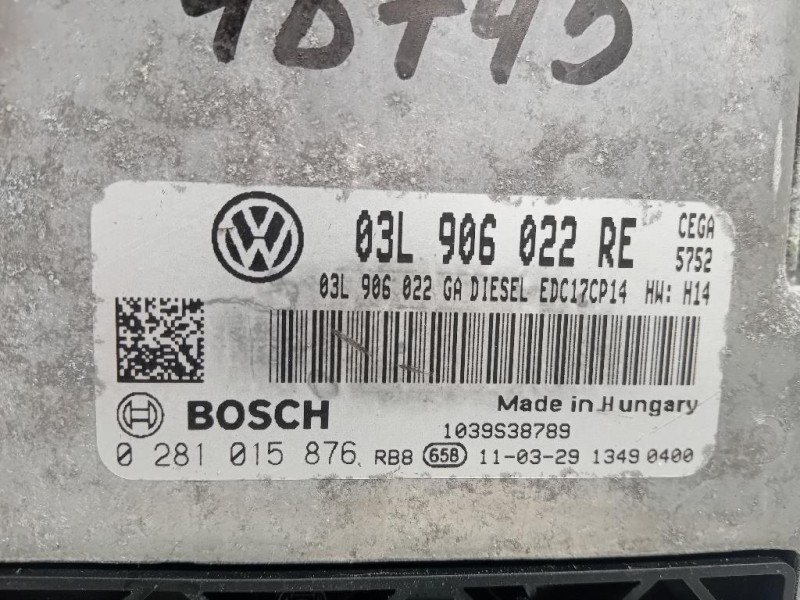 03L 906 022 RE CEGA
5752
03L 906 022 GA DIESEL EDC17CP14 HW: H14
BOSCH
Made in Hungary
1039S38789
0 281 015 876 RB8 658 11-03-29 1349 0400